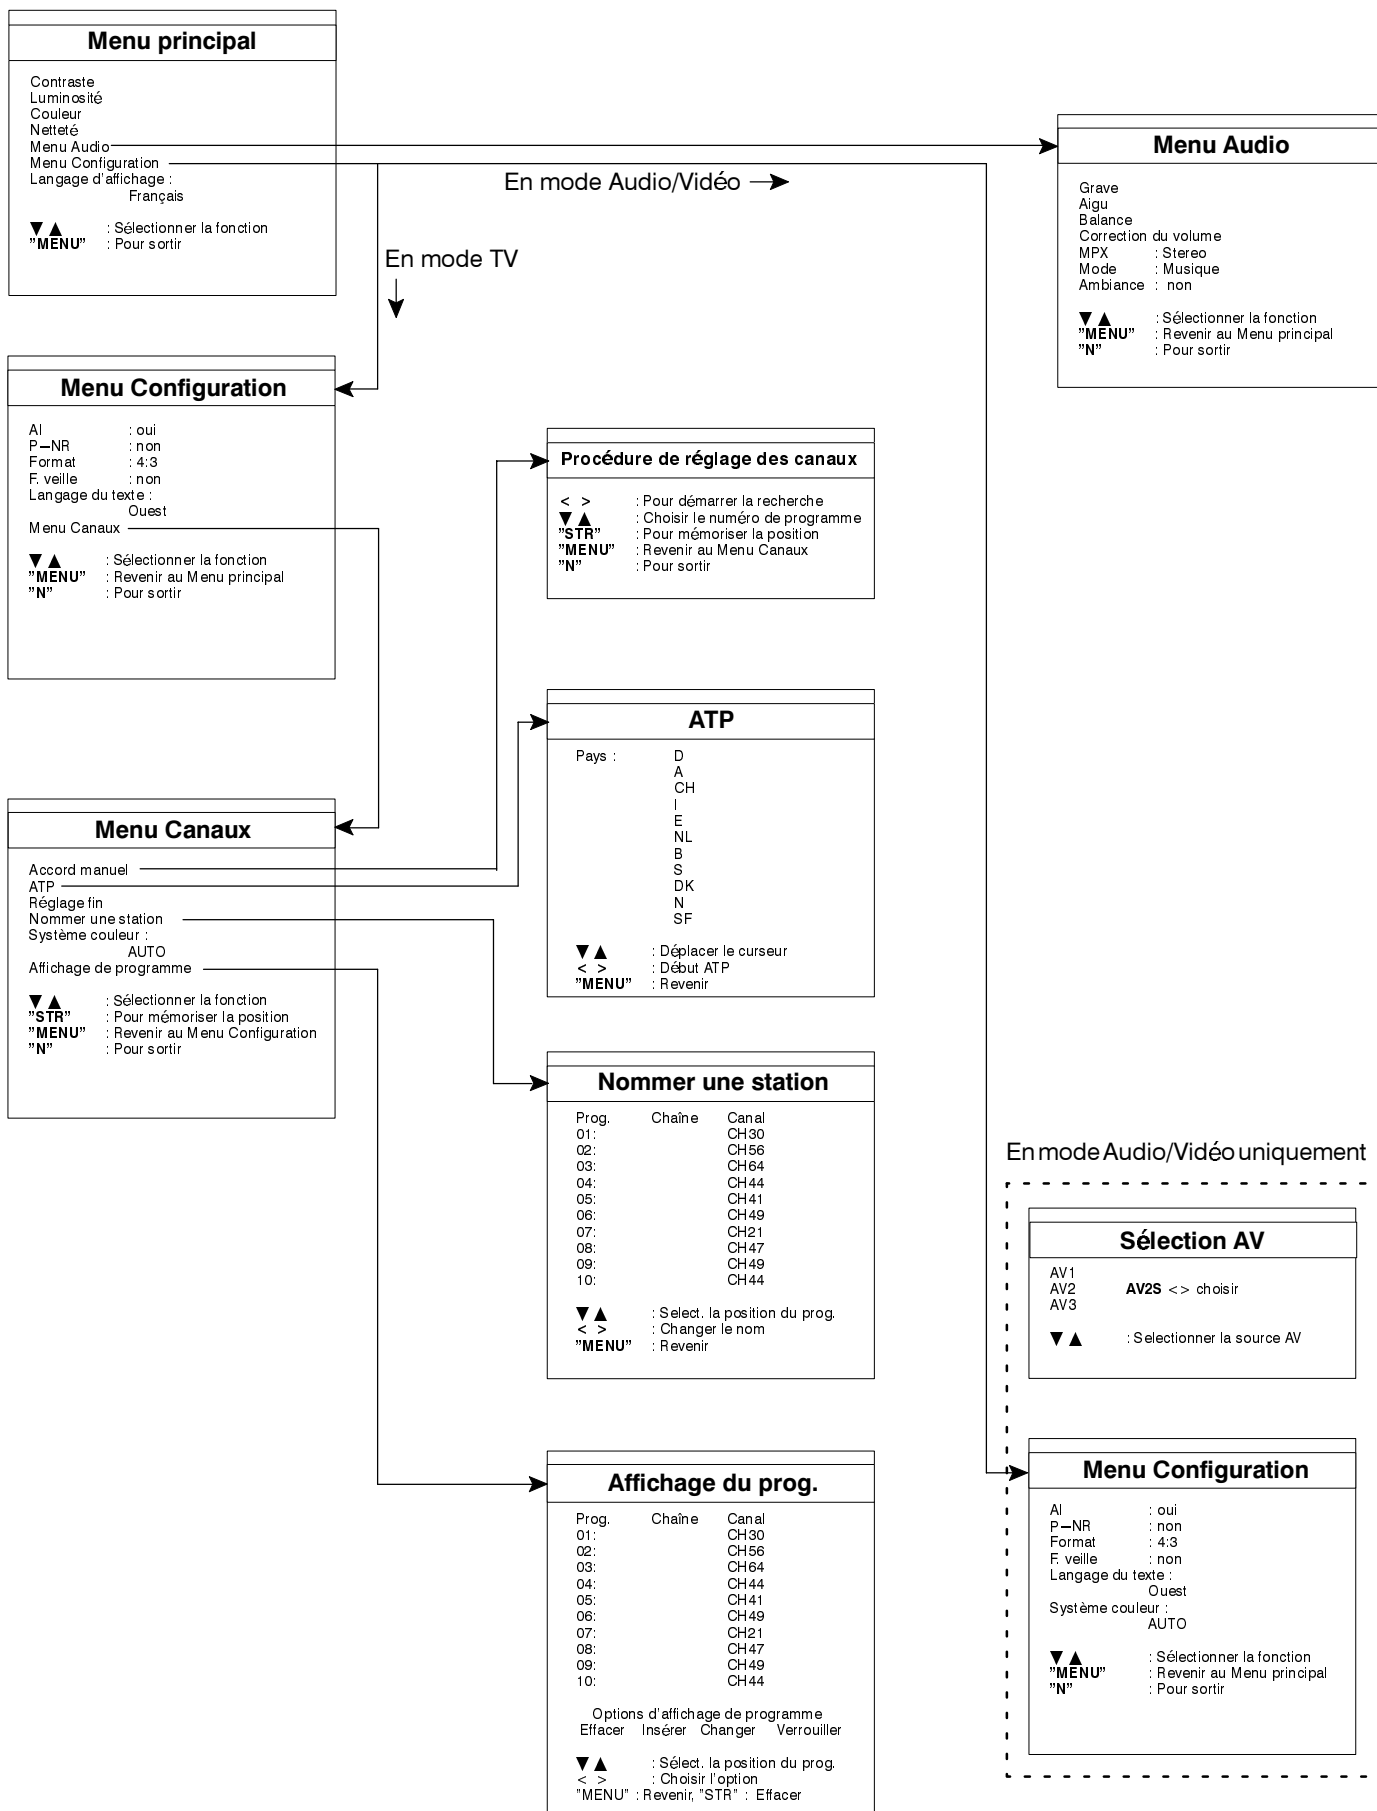 Menu principal
Contraste
Luminosité
Couleur
Netteté
Menu Audio
Menu Configuration
Langage d'affichage :
Français
▼ ▲ : Sélectionner la fonction
"MENU" : Pour sortir
En mode Audio/Vidéo
En mode TV
Menu Audio
Grave
Aigu
Balance
Correction du volume
MPX : Stereo
Mode : Musique
Ambiance : non
▼ ▲ : Sélectionner la fonction
"MENU" : Revenir au Menu principal
"N" : Pour sortir
Menu Configuration
AI : oui
P–NR : non
Format : 4:3
F. veille : non
Langage du texte :
Ouest
Menu Canaux
▼ ▲ : Sélectionner la fonction
"MENU" : Revenir au Menu principal
"N" : Pour sortir
Procédure de réglage des canaux
< > : Pour démarrer la recherche
▼ ▲ : Choisir le numéro de programme
"STR" : Pour mémoriser la position
"MENU" : Revenir au Menu Canaux
"N" : Pour sortir
ATP
Pays : D
A
CH
I
E
NL
B
S
DK
N
SF
▼ ▲ : Déplacer le curseur
< > : Début ATP
"MENU" : Revenir
Menu Canaux
Accord manuel
ATP
Réglage fin
Nommer une station
Système couleur :
AUTO
Affichage de programme
▼ ▲ : Sélectionner la fonction
"STR" : Pour mémoriser la position
"MENU" : Revenir au Menu Configuration
"N" : Pour sortir
Nommer une station
Prog. Chaîne Canal
01: CH30
02: CH56
03: CH64
04: CH44
05: CH41
06: CH49
07: CH21
08: CH47
09: CH49
10: CH44
▼ ▲ : Select. la position du prog.
< > : Changer le nom
"MENU" : Revenir
Affichage du prog.
Prog. Chaîne Canal
01: CH30
02: CH56
03: CH64
04: CH44
05: CH41
06: CH49
07: CH21
08: CH47
09: CH49
10: CH44
Options d'affichage de programme
Effacer Insérer Changer Verrouiller
▼ ▲ : Sélect. la position du prog.
< > : Choisir l'option
"MENU" : Revenir, "STR" : Effacer
En mode Audio/Vidéo uniquement
Sélection AV
AV1
AV2 AV2S <> choisir
AV3
▼ ▲ : Selectionner la source AV
Menu Configuration
AI : oui
P–NR : non
Format : 4:3
F. veille : non
Langage du texte :
Ouest
Système couleur :
AUTO
▼ ▲ : Sélectionner la fonction
"MENU" : Revenir au Menu principal
"N" : Pour sortir